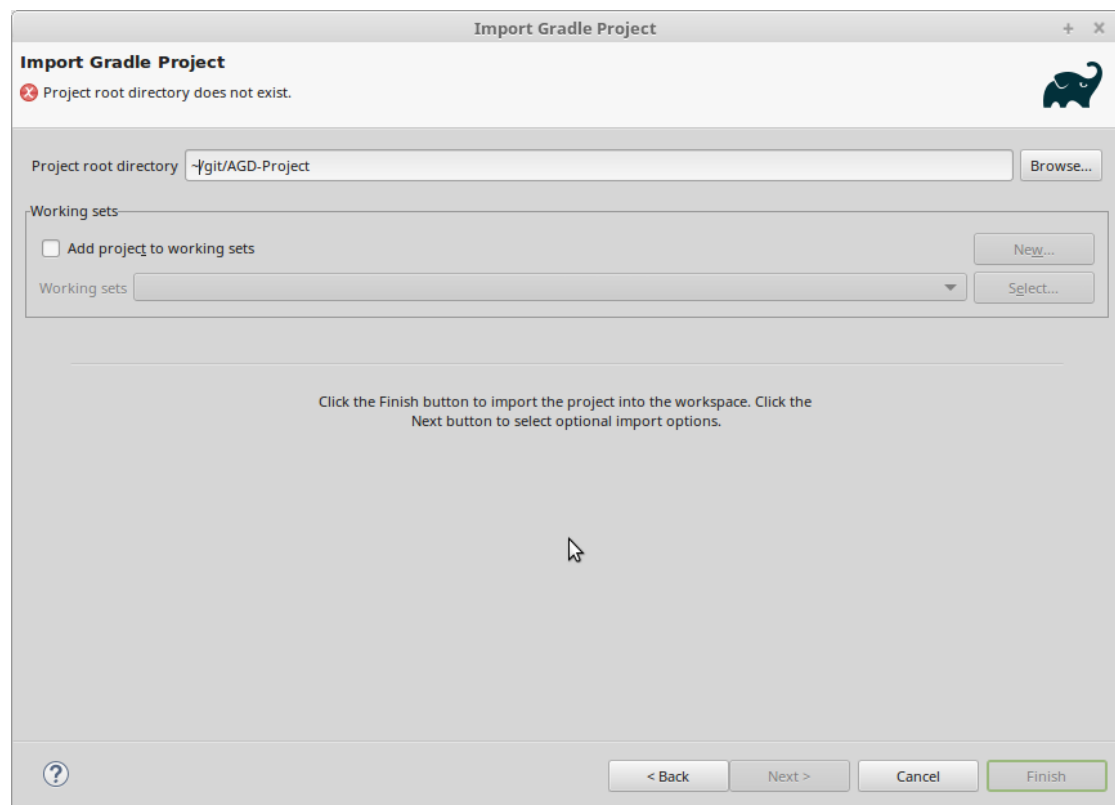 Import Gradle Project
Import Gradle Project
Project root directory does not exist.
Project root directory ~/git/AGD-Project Browse...
Working sets
Add project to working sets New...
Working sets Select...
Click the Finish button to import the project into the workspace. Click the
Next button to select optional import options.
? < Back Next > Cancel Finish